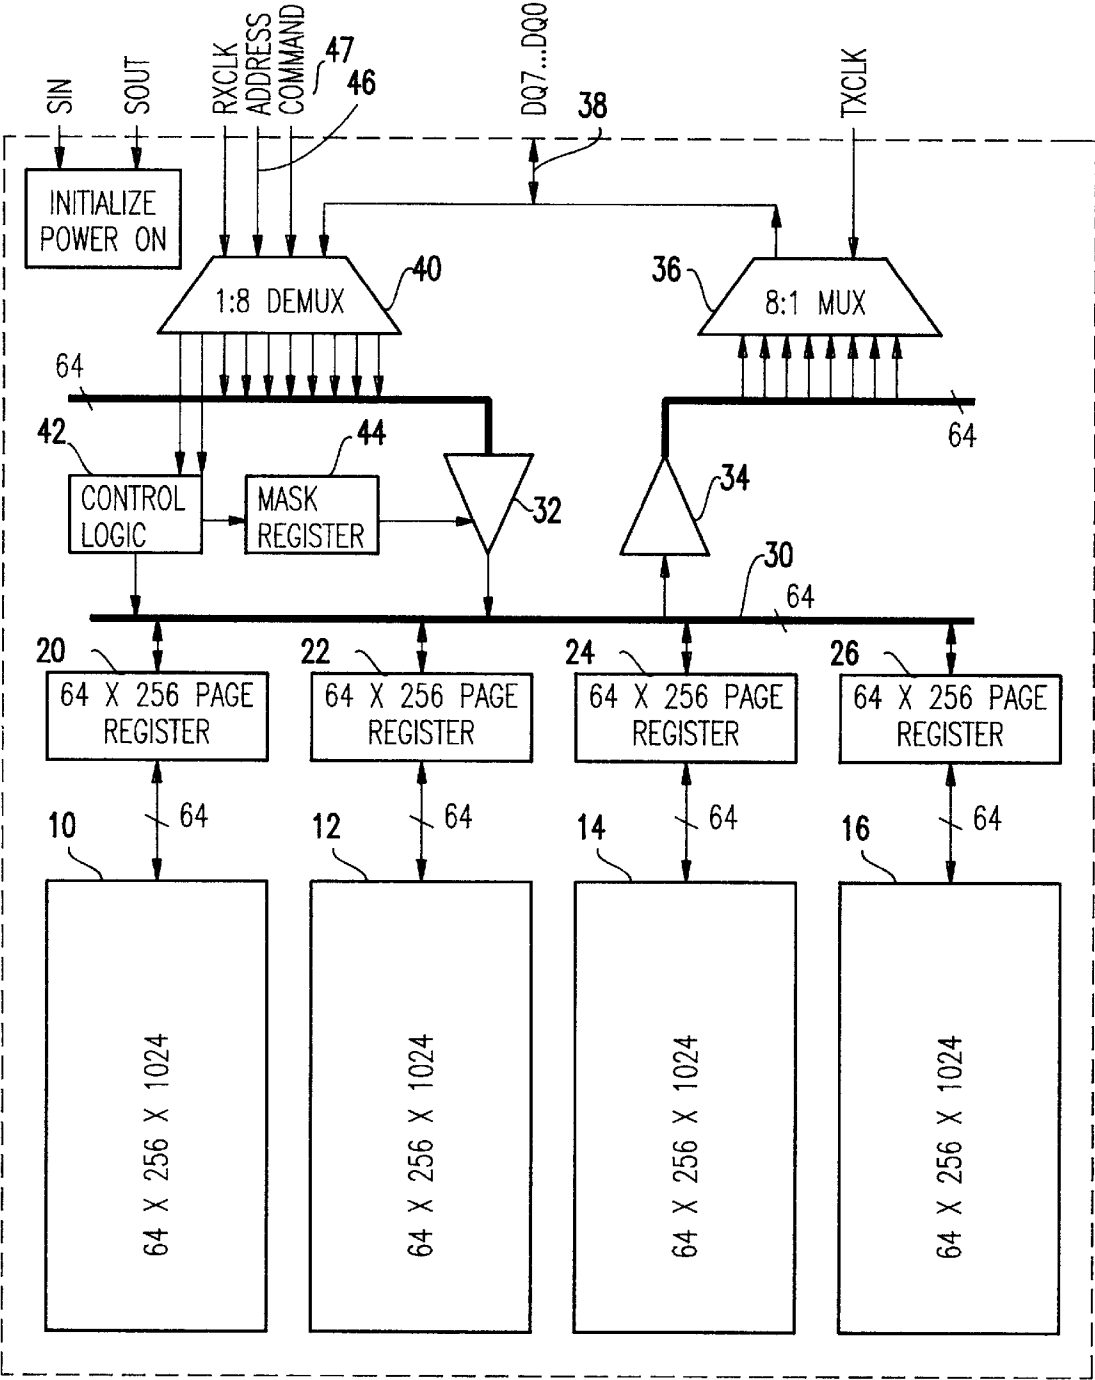 SIN
SOUT
RXCLK
ADDRESS
COMMAND
47
46
DQ7...DQ0
38
TXCLK
INITIALIZE
POWER ON
1:8 DEMUX
40
36
8:1 MUX
64
64
42
44
CONTROL
LOGIC
MASK
REGISTER
32
34
30
64
20
22
24
26
64 X 256 PAGE
REGISTER
64 X 256 PAGE
REGISTER
64 X 256 PAGE
REGISTER
64 X 256 PAGE
REGISTER
64
64
64
64
10
12
14
16
64 X 256 X 1024
64 X 256 X 1024
64 X 256 X 1024
64 X 256 X 1024